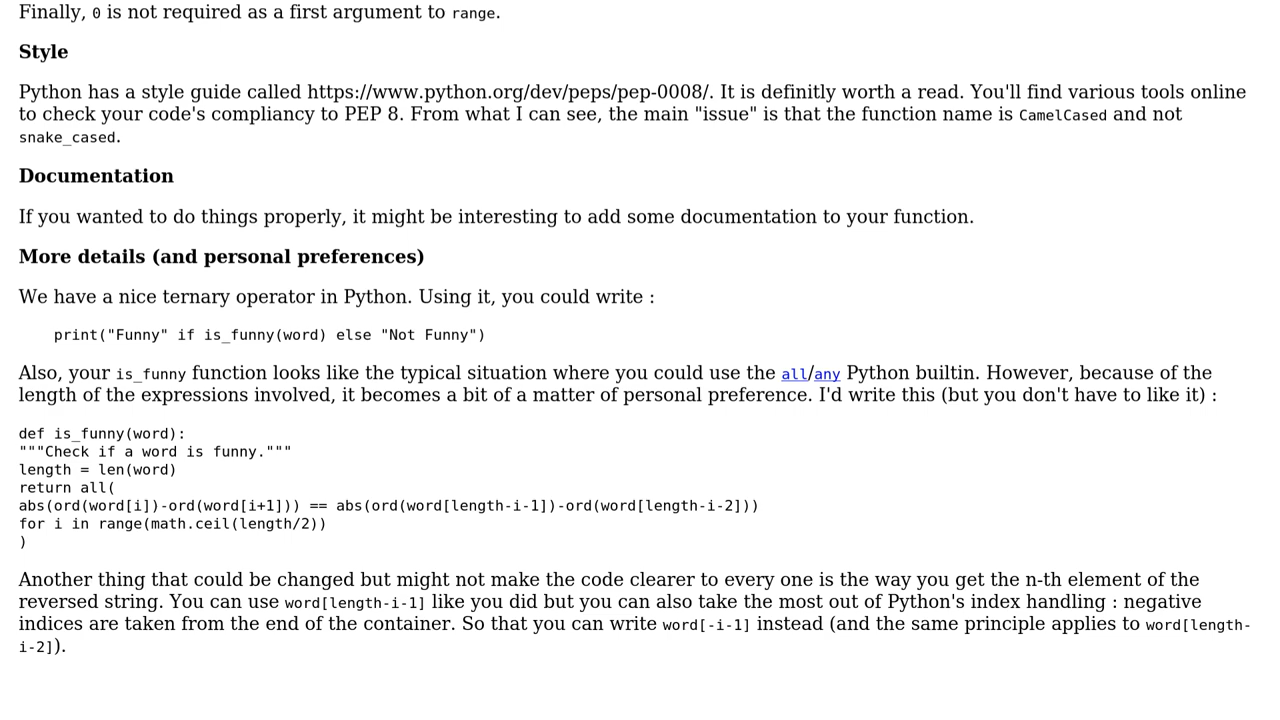 Finally, 0 is not required as a first argument to range.
Style
Python has a style guide called https://www.python.org/dev/peps/pep-0008/. It is definitly worth a read. You'll find various tools online
to check your code's compliancy to PEP 8. From what I can see, the main "issue" is that the function name is CamelCased and not
snake_cased.
Documentation
If you wanted to do things properly, it might be interesting to add some documentation to your function.
More details (and personal preferences)
We have a nice ternary operator in Python. Using it, you could write :
print("Funny" if is_funny(word) else "Not Funny")
Also, your is_funny function looks like the typical situation where you could use the all/any Python builtin. However, because of the
length of the expressions involved, it becomes a bit of a matter of personal preference. I'd write this (but you don't have to like it) :
def is_funny(word):
"""Check if a word is funny."""
length = len(word)
return all(
abs(ord(word[i])-ord(word[i+1])) == abs(ord(word[length-i-1])-ord(word[length-i-2]))
for i in range(math.ceil(length/2))
)
Another thing that could be changed but might not make the code clearer to every one is the way you get the n-th element of the
reversed string. You can use word[length-i-1] like you did but you can also take the most out of Python's index handling : negative
indices are taken from the end of the container. So that you can write word[-i-1] instead (and the same principle applies to word[length-
i-2]).